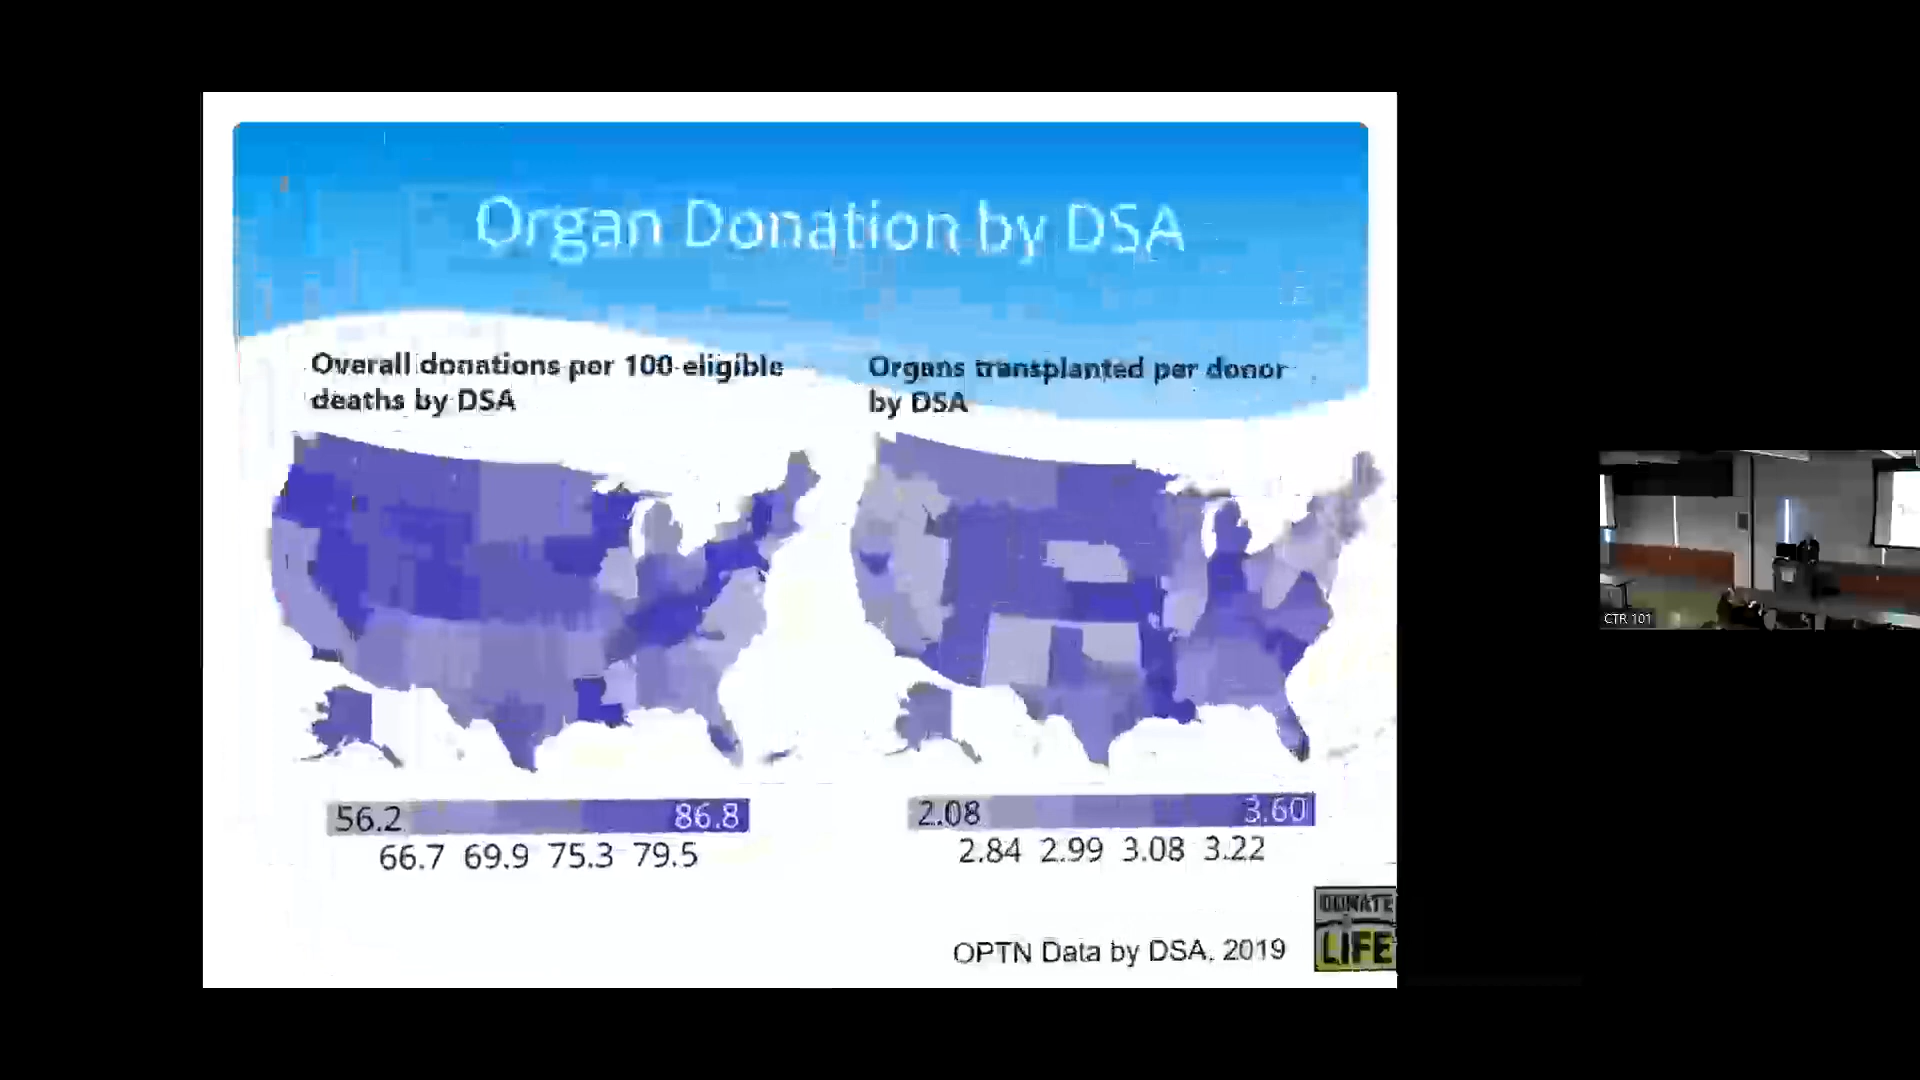 Organ Donation by DSA
Overall donations per 100 eligible
deaths by DSA
Organs transplanted per donor
by DSA
56.2 86.8
66.7 69.9 75.3 79.5
2.08 3.60
2.84 2.99 3.08 3.22
OPTN Data by DSA, 2019
DONATE
LIFE
CTR 101